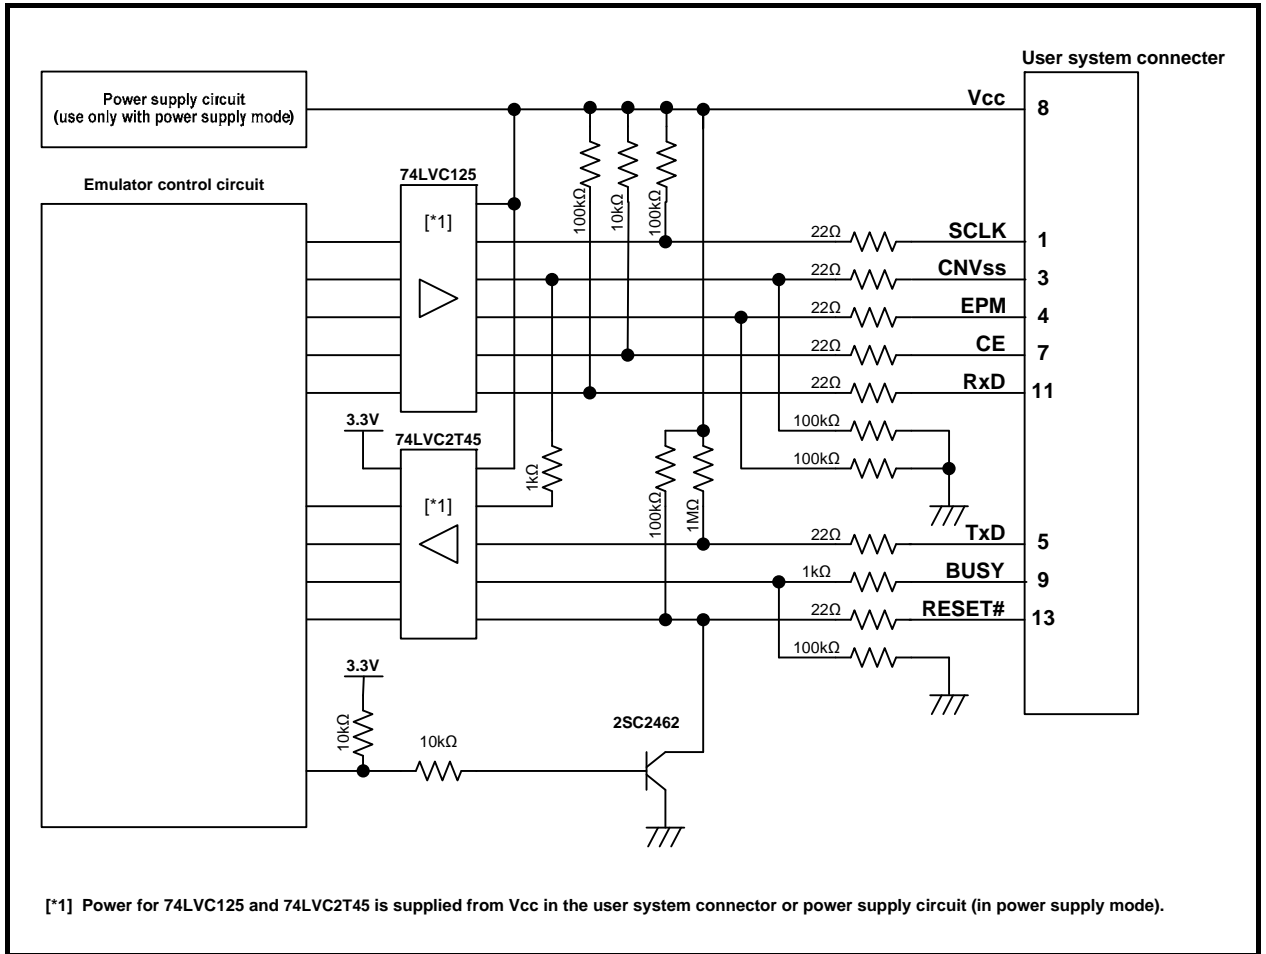 User system connecter
Power supply circuit
(use only with power supply mode)
Vcc
8
Emulator control circuit
74LVC125
[*1]
100kΩ
10kΩ
100kΩ
22Ω
SCLK
1
22Ω
CNVss
3
22Ω
EPM
4
22Ω
CE
7
22Ω
RxD
11
3.3V
74LVC2T45
[*1]
1kΩ
100kΩ
1MΩ
100kΩ
100kΩ
22Ω
TxD
5
1kΩ
BUSY
9
22Ω
RESET#
13
100kΩ
3.3V
10kΩ
10kΩ
2SC2462
[*1] Power for 74LVC125 and 74LVC2T45 is supplied from Vcc in the user system connector or power supply circuit (in power supply mode).